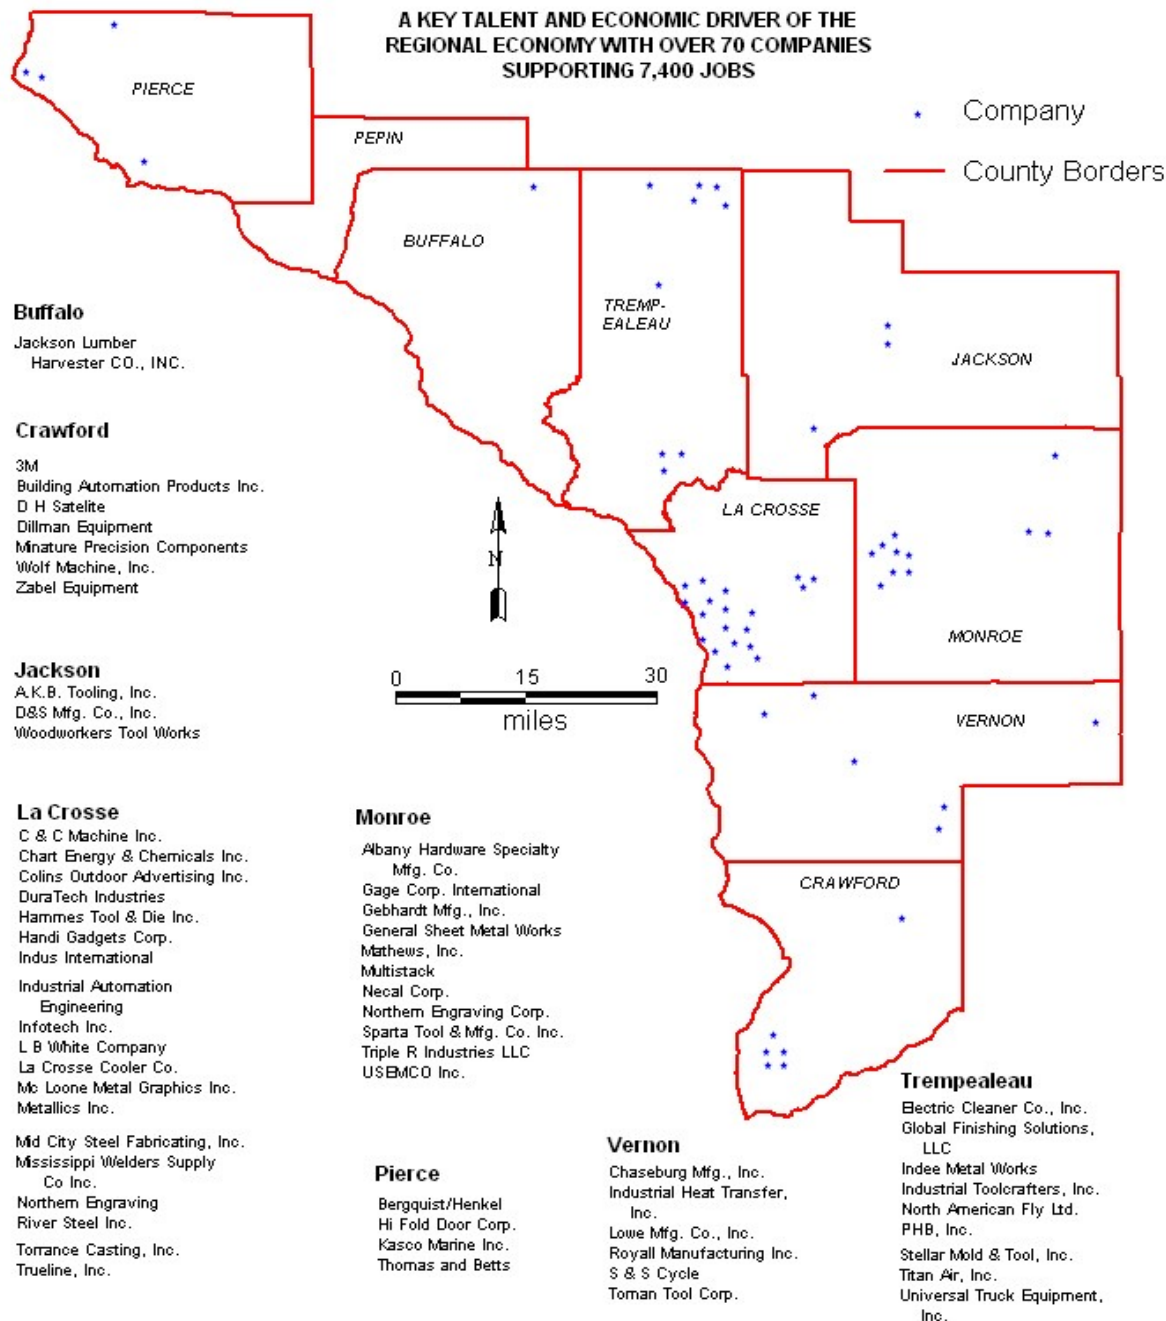 A KEY TALENT AND ECONOMIC DRIVER OF THE
REGIONAL ECONOMY WITH OVER 70 COMPANIES
SUPPORTING 7,400 JOBS
Company
County Borders
PIERCE
PEPIN
BUFFALO
TREMP-
EALEAU
JACKSON
LA CROSSE
MONROE
VERNON
CRAWFORD
N
0 15 30
miles
Buffalo
Jackson Lumber
Harvester CO., INC.
Crawford
3M
Building Automation Products Inc.
D H Satelite
Dillman Equipment
Minature Precision Components
Wolf Machine, Inc.
Zabel Equipment
Jackson
A.K.B. Tooling, Inc.
D&S Mfg. Co., Inc.
Woodworkers Tool Works
La Crosse
C & C Machine Inc.
Chart Energy & Chemicals Inc.
Colins Outdoor Advertising Inc.
DuraTech Industries
Hammes Tool & Die Inc.
Handi Gadgets Corp.
Indus International
Industrial Automation
Engineering
Infotech Inc.
L B White Company
La Crosse Cooler Co.
Mc Loone Metal Graphics Inc.
Metallics Inc.
Mid City Steel Fabricating, Inc.
Mississippi Welders Supply
Co Inc.
Northern Engraving
River Steel Inc.
Torrance Casting, Inc.
Trueline, Inc.
Monroe
Albany Hardware Specialty
Mfg. Co.
Gage Corp. International
Gebhardt Mfg., Inc.
General Sheet Metal Works
Mathews, Inc.
Multistack
Necal Corp.
Northern Engraving Corp.
Sparta Tool & Mfg. Co. Inc.
Triple R Industries LLC
USEMCO Inc.
Pierce
Bergquist/Henkel
Hi Fold Door Corp.
Kasco Marine Inc.
Thomas and Betts
Vernon
Chaseburg Mfg., Inc.
Industrial Heat Transfer,
Inc.
Lowe Mfg. Co., Inc.
Royall Manufacturing Inc.
S & S Cycle
Toman Tool Corp.
Trempealeau
Electric Cleaner Co., Inc.
Global Finishing Solutions,
LLC
Indee Metal Works
Industrial Toolcrafters, Inc.
North American Fly Ltd.
PHB, Inc.
Stellar Mold & Tool, Inc.
Titan Air, Inc.
Universal Truck Equipment,
Inc.